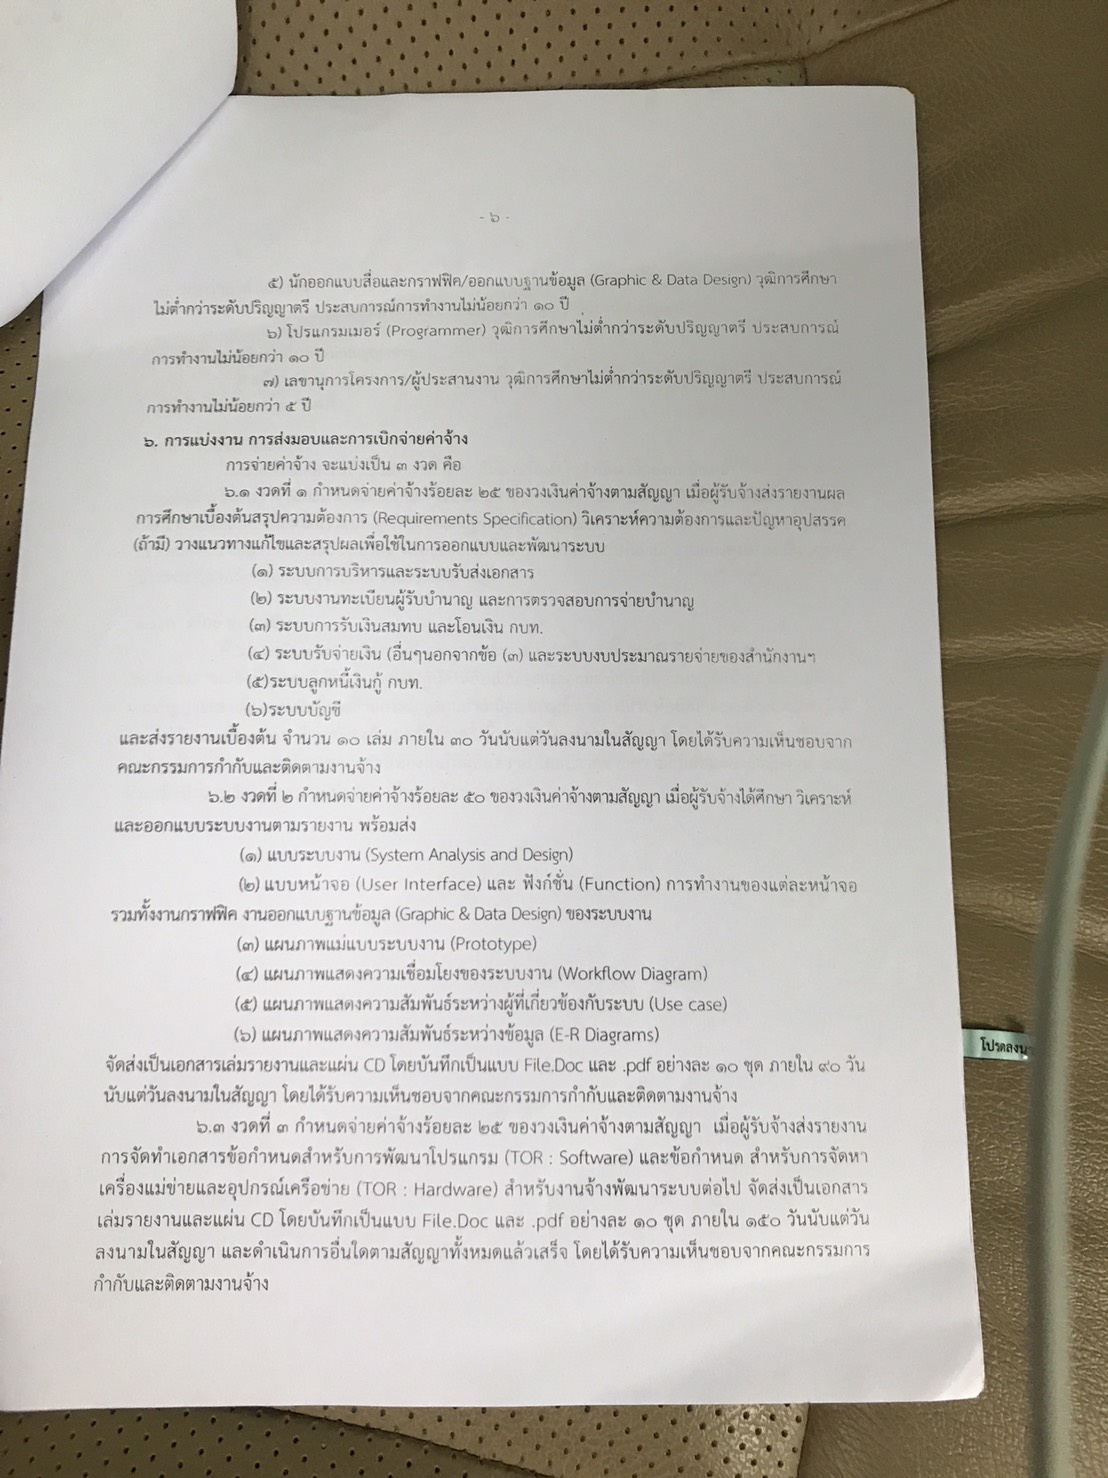 - ๖ -
๕) นักออกแบบสื่อและกราฟฟิค/ออกแบบฐานข้อมูล (Graphic & Data Design) วุฒิการศึกษา
ไม่ต่ำกว่าระดับปริญญาตรี ประสบการณ์การทำงานไม่น้อยกว่า ๑๐ ปี
๖) โปรแกรมเมอร์ (Programmer) วุฒิการศึกษาไม่ต่ำกว่าระดับปริญญาตรี ประสบการณ์
การทำงานไม่น้อยกว่า ๑๐ ปี
๗) เลขานุการโครงการ/ผู้ประสานงาน วุฒิการศึกษาไม่ต่ำกว่าระดับปริญญาตรี ประสบการณ์
การทำงานไม่น้อยกว่า ๕ ปี
๖. การแบ่งงาน การส่งมอบและการเบิกจ่ายค่าจ้าง
การจ่ายค่าจ้าง จะแบ่งเป็น ๓ งวด คือ
๖.๑ งวดที่ ๑ กำหนดจ่ายค่าจ้างร้อยละ ๒๕ ของวงเงินค่าจ้างตามสัญญา เมื่อผู้รับจ้างส่งรายงานผล
การศึกษาเบื้องต้นสรุปความต้องการ (Requirements Specification) วิเคราะห์ความต้องการและปัญหาอุปสรรค
(ถ้ามี) วางแนวทางแก้ไขและสรุปผลเพื่อใช้ในการออกแบบและพัฒนาระบบ
(๑) ระบบการบริหารและระบบรับส่งเอกสาร
(๒) ระบบงานทะเบียนผู้รับบำนาญ และการตรวจสอบการจ่ายบำนาญ
(๓) ระบบการรับเงินสมทบ และโอนเงิน กบท.
(๔) ระบบรับจ่ายเงิน (อื่นๆนอกจากข้อ (๓) และระบบงบประมาณรายจ่ายของสำนักงานฯ
(๕)ระบบลูกหนี้เงินกู้ กบท.
(๖)ระบบบัญชี
และส่งรายงานเบื้องต้น จำนวน ๑๐ เล่ม ภายใน ๓๐ วันนับแต่วันลงนามในสัญญา โดยได้รับความเห็นชอบจาก
คณะกรรมการกำกับและติดตามงานจ้าง
๖.๒ งวดที่ ๒ กำหนดจ่ายค่าจ้างร้อยละ ๕๐ ของวงเงินค่าจ้างตามสัญญา เมื่อผู้รับจ้างได้ศึกษา วิเคราะห์
และออกแบบระบบงานตามรายงาน พร้อมส่ง
(๑) แบบระบบงาน (System Analysis and Design)
(๒) แบบหน้าจอ (User Interface) และ ฟังก์ชั่น (Function) การทำงานของแต่ละหน้าจอ
รวมทั้งงานกราฟฟิค งานออกแบบฐานข้อมูล (Graphic & Data Design) ของระบบงาน
(๓) แผนภาพแม่แบบระบบงาน (Prototype)
(๔) แผนภาพแสดงความเชื่อมโยงของระบบงาน (Workflow Diagram)
(๕) แผนภาพแสดงความสัมพันธ์ระหว่างผู้ที่เกี่ยวข้องกับระบบ (Use case)
(๖) แผนภาพแสดงความสัมพันธ์ระหว่างข้อมูล (E-R Diagrams)
จัดส่งเป็นเอกสารเล่มรายงานและแผ่น CD โดยบันทึกเป็นแบบ File.Doc และ .pdf อย่างละ ๑๐ ชุด ภายใน ๙๐ วัน
นับแต่วันลงนามในสัญญา โดยได้รับความเห็นชอบจากคณะกรรมการกำกับและติดตามงานจ้าง
๖.๓ งวดที่ ๓ กำหนดจ่ายค่าจ้างร้อยละ ๒๕ ของวงเงินค่าจ้างตามสัญญา เมื่อผู้รับจ้างส่งรายงาน
การจัดทำเอกสารข้อกำหนดสำหรับการพัฒนาโปรแกรม (TOR : Software) และข้อกำหนด สำหรับการจัดหา
เครื่องแม่ข่ายและอุปกรณ์เครือข่าย (TOR : Hardware) สำหรับงานจ้างพัฒนาระบบต่อไป จัดส่งเป็นเอกสาร
เล่มรายงานและแผ่น CD โดยบันทึกเป็นแบบ File.Doc และ .pdf อย่างละ ๑๐ ชุด ภายใน ๑๕๐ วันนับแต่วัน
ลงนามในสัญญา และดำเนินการอื่นใดตามสัญญาทั้งหมดแล้วเสร็จ โดยได้รับความเห็นชอบจากคณะกรรมการ
กำกับและติดตามงานจ้าง
โปรดลงน